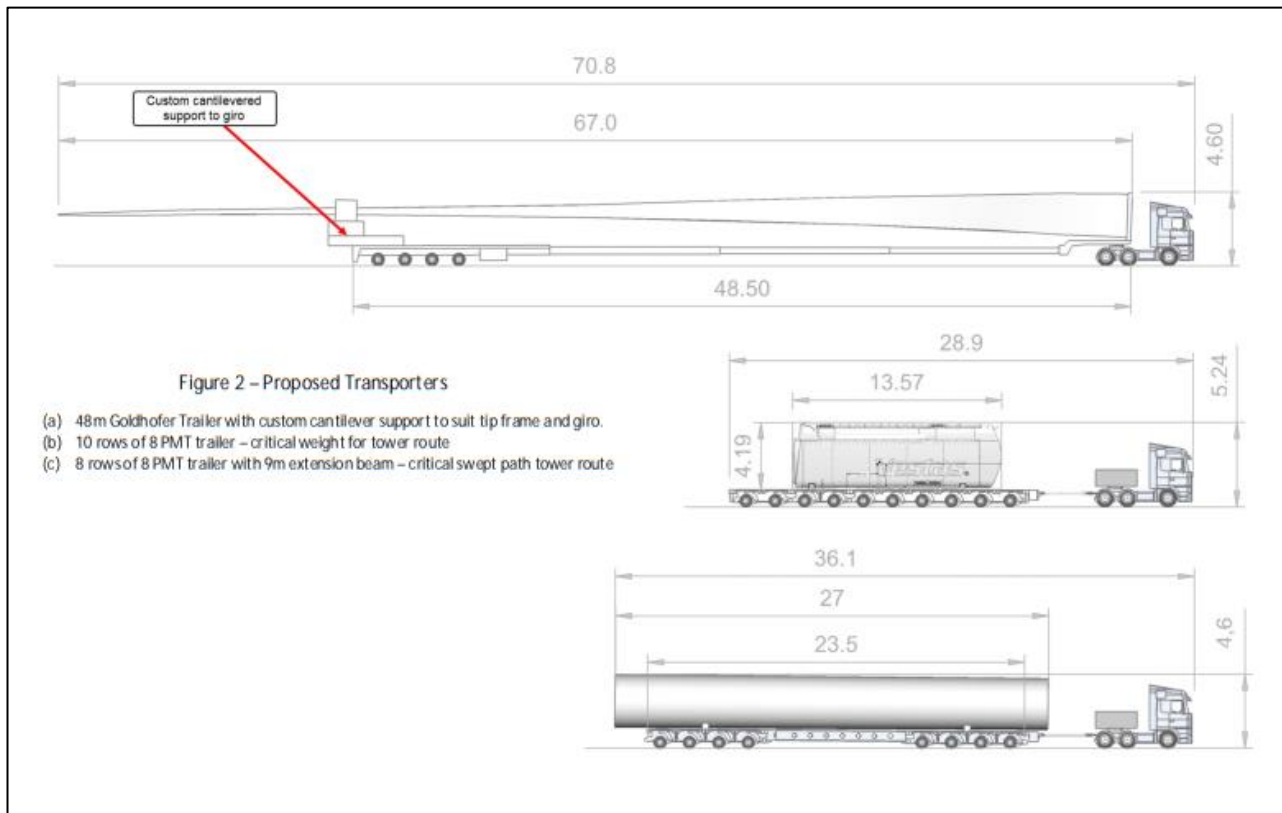 70.8
Custom cantilevered
support to giro
67.0
4.60
48.50
28.9
13.57
5.24
4.19
Figure 2 – Proposed Transporters
(a) 48m Goldhofer Trailer with custom cantilever support to suit tip frame and giro.
(b) 10 rows of 8 PMT trailer – critical weight for tower route
(c) 8 rows of 8 PMT trailer with 9m extension beam – critical swept path tower route
Vestas
36.1
27
23.5
4,6